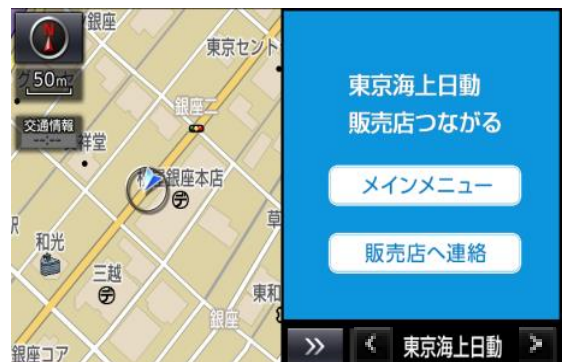 銀座
東京セント
50m
交通情報
--:--
祥堂
銀座二
銀座本店
和光
三越
銀座
東和
草
駅
銀座コア
東京海上日動
販売店つながる
メインメニュー
販売店へ連絡
東京海上日動